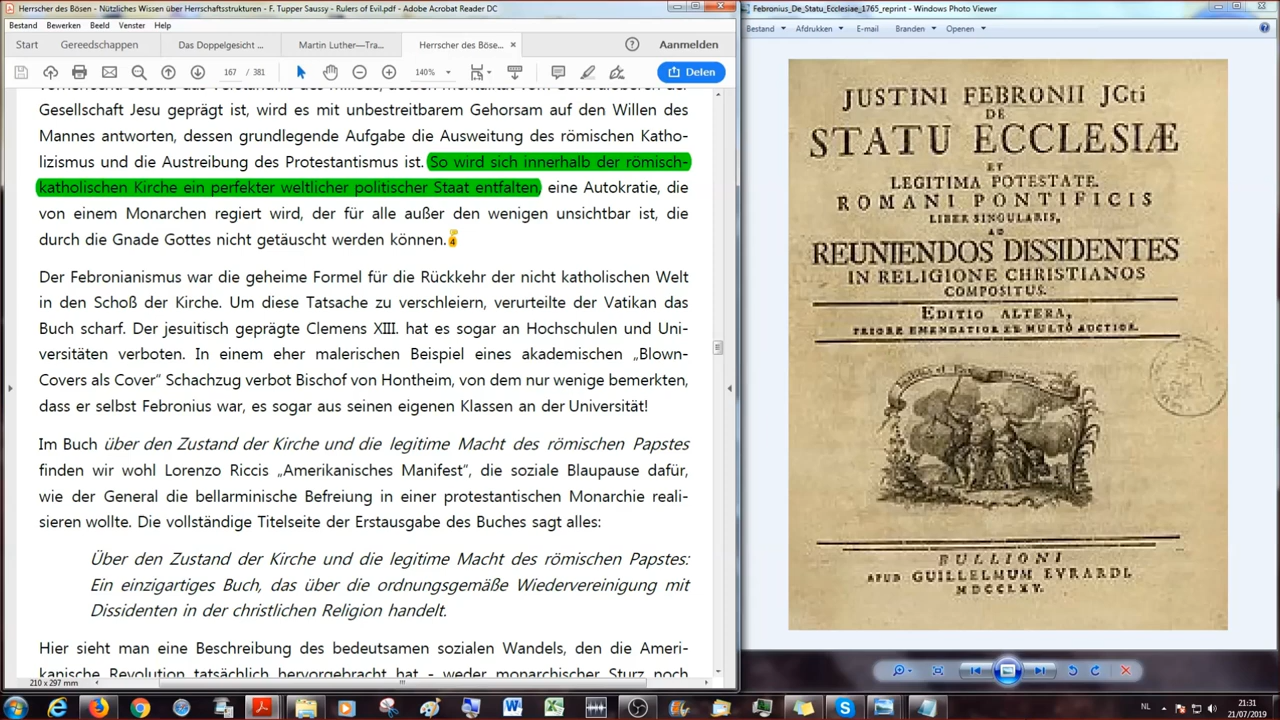 Herrscher des Bösen - Nützliches Wissen über Herrschaftsstrukturen - F. Tupper Saussy - Rulers of Evil.pdf - Adobe Acrobat Reader DC
Bestand Bewerken Beeld Venster Help
Start Gereedschappen Das Doppelgesicht ... Martin Luther—Tra... Herrscher des Böse... × Aanmelden
167 / 381 140% Delen
Gesellschaft Jesu geprägt ist, wird es mit unbestreitbarem Gehorsam auf den Willen des
Mannes antworten, dessen grundlegende Aufgabe die Ausweitung des römischen Katho-
lizismus und die Austreibung des Protestantismus ist. So wird sich innerhalb der römisch-
katholischen Kirche ein perfekter weltlicher politischer Staat entfalten, eine Autokratie, die
von einem Monarchen regiert wird, der für alle außer den wenigen unsichtbar ist, die
durch die Gnade Gottes nicht getäuscht werden können. 4
Der Febronianismus war die geheime Formel für die Rückkehr der nicht katholischen Welt
in den Schoß der Kirche. Um diese Tatsache zu verschleiern, verurteilte der Vatikan das
Buch scharf. Der jesuitisch geprägte Clemens XIII. hat es sogar an Hochschulen und Uni-
versitäten verboten. In einem eher malerischen Beispiel eines akademischen „Blown-
Covers als Cover“ Schachzug verbot Bischof von Hontheim, von dem nur wenige bemerkten,
dass er selbst Febronius war, es sogar aus seinen eigenen Klassen an der Universität!
Im Buch über den Zustand der Kirche und die legitime Macht des römischen Papstes
finden wir wohl Lorenzo Riccis „Amerikanisches Manifest“, die soziale Blaupause dafür,
wie der General die bellarminische Befreiung in einer protestantischen Monarchie reali-
sieren wollte. Die vollständige Titelseite der Erstausgabe des Buches sagt alles:
Über den Zustand der Kirche und die legitime Macht des römischen Papstes:
Ein einzigartiges Buch, das über die ordnungsgemäße Wiedervereinigung mit
Dissidenten in der christlichen Religion handelt.
Hier sieht man eine Beschreibung des bedeutsamen sozialen Wandels, den die Ameri-
kanische Revolution tatsächlich hervorgebracht hat - weder monarchischer Sturz noch
210 x 297 mm
Febronius_De_Statu_Ecclesiae_1765_reprint - Windows Photo Viewer
Bestand Afdrukken E-mail Branden Openen
JUSTINI FEBRONII JCti
DE
STATU ECCLESIÆ
ET
LEGITIMA POTESTATE
ROMANI PONTIFICIS
LIBER SINGULARIS,
AD
REUNIENDOS DISSIDENTES
IN RELIGIONE CHRISTIANOS
COMPOSITUS.
EDITIO ALTERA,
PRIORE EMENDATIOR ET MULTÒ AUCTIOR.
BULLIONI
APUD GUILLELMUM EVRARDI.
MDCCLXV.
NL 21:31
21/07/2019